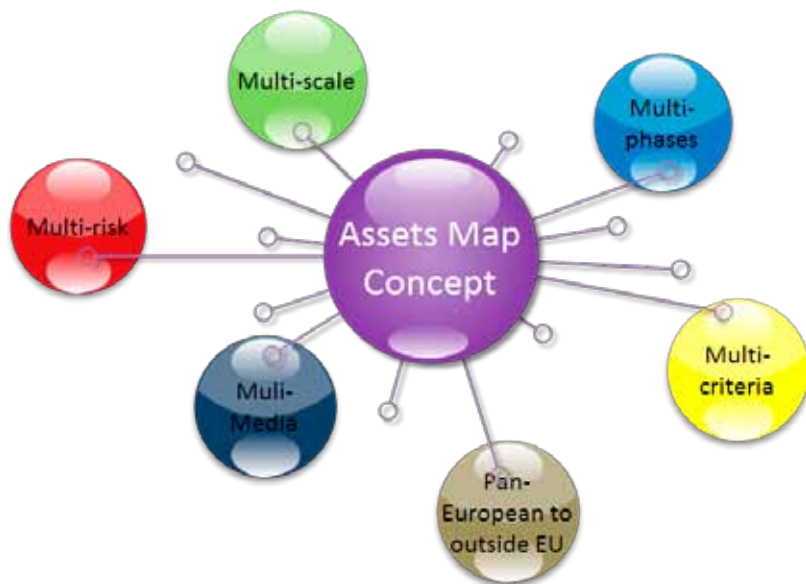 Multi-scale
Multi-
phases
Multi-risk
Assets Map
Concept
Muli-
Media
Multi-
criteria
Pan-
European to
outside EU